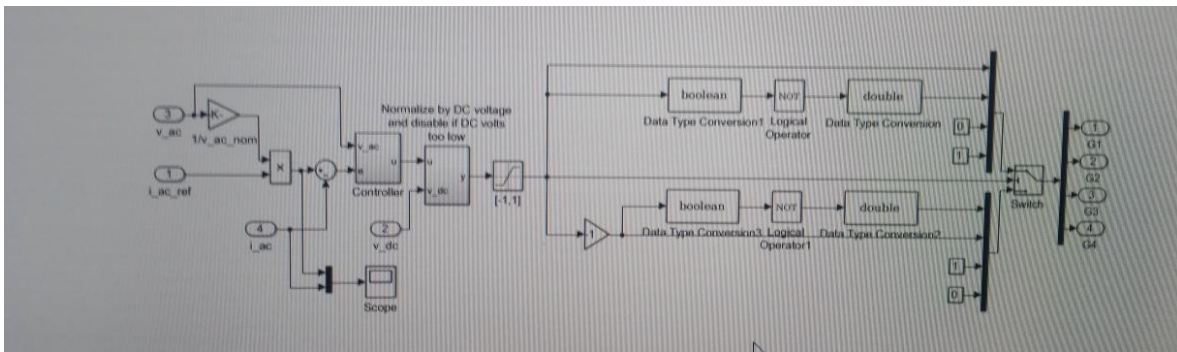 3
v_ac
K-
1/v_ac_nom
1
i_ac_ref
×
4
i_ac
Scope
Normalize by DC voltage
and disable if DC volts
too low
v_ac
u
Controller
2
v_dc
u
v_dc
y
[-1,1]
boolean
Data Type Conversion1
NOT
Logical
Operator
double
Data Type Conversion
0
1
boolean
Data Type Conversion3
NOT
Logical
Operator1
double
Data Type Conversion2
1
0
Switch
1
G1
2
G2
3
G3
4
G4